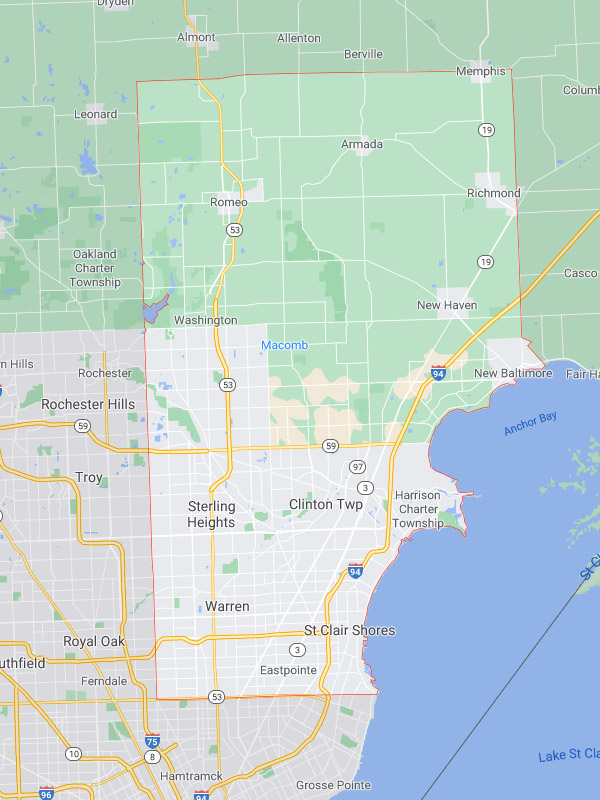 Dryden
Almont
Allenton
Berville
Memphis
Columb
Leonard
19
Armada
Richmond
Romeo
53
Oakland
Charter
Township
19
Casco
New Haven
Washington
Macomb
rn Hills
Rochester
94
New Baltimore
Fair Ha
53
Rochester Hills
59
Anchor Bay
59
97
Troy
3
Sterling
Heights
Clinton Twp
Harrison
Charter
Township
94
St Cl
Warren
St Clair Shores
Royal Oak
3
uthfield
Eastpointe
Ferndale
53
75
10
8
Lake St Cla
Hamtramck
Grosse Pointe
96
94